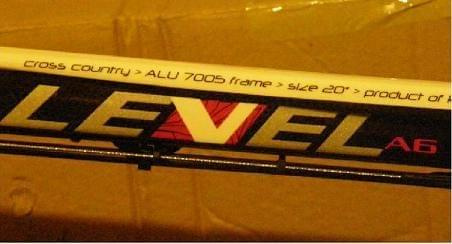 cross country > ALU 7005 frame > size 20" > product of
LEVEL A6